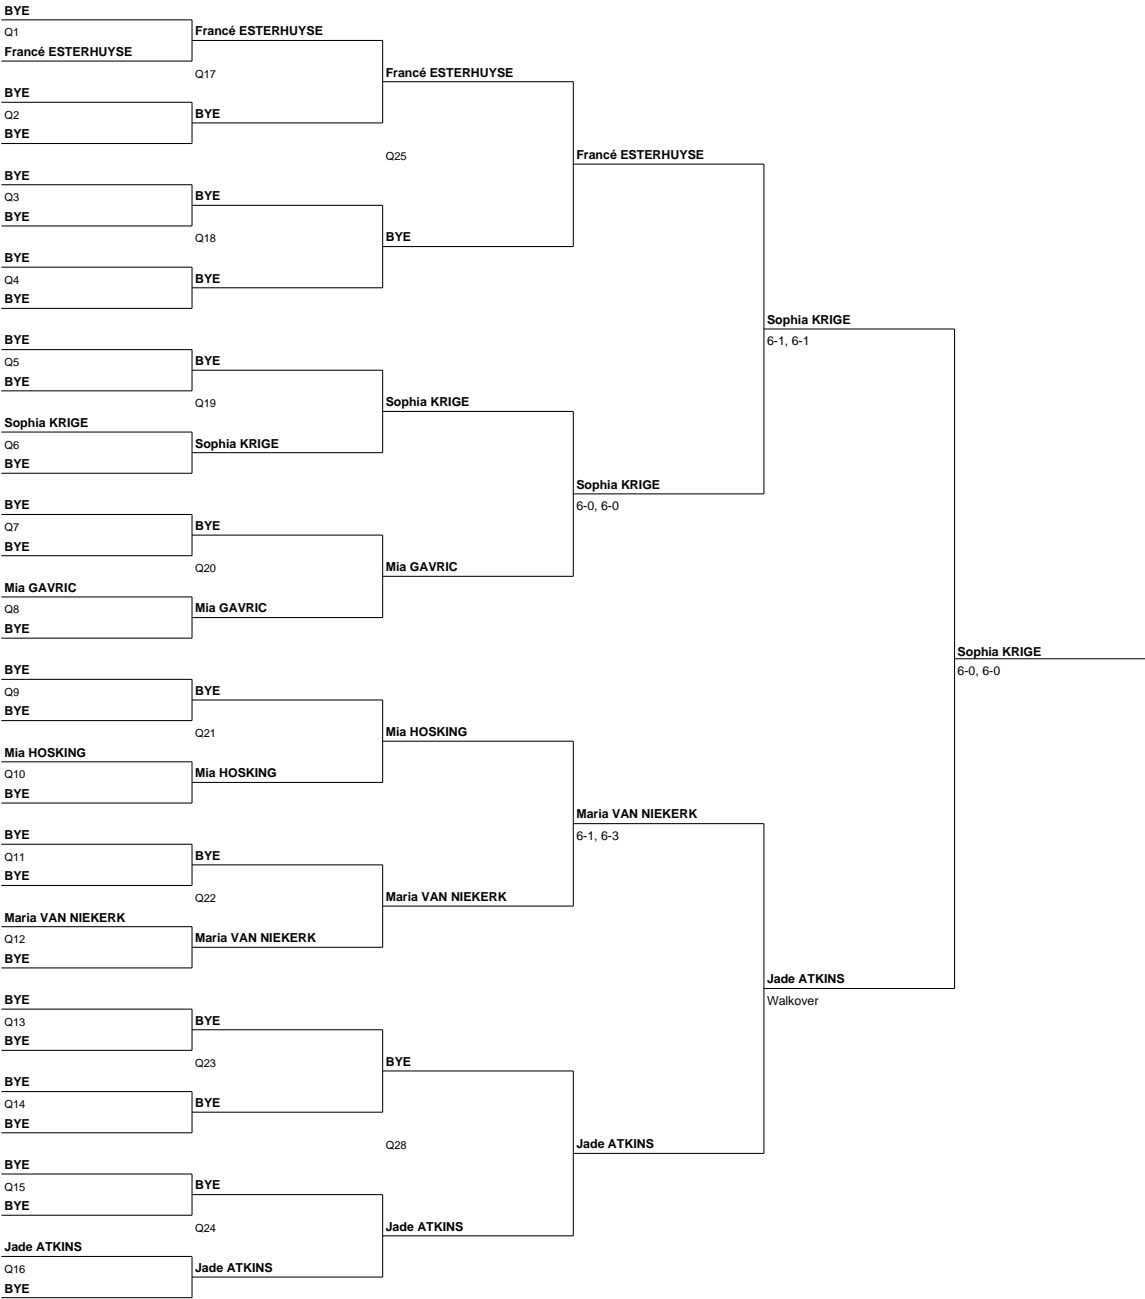 BYE
Q1
Francé ESTERHUYSE
BYE
Q2
BYE
BYE
Q3
BYE
BYE
Q4
BYE
BYE
Q5
BYE
Sophia KRIGE
Q6
BYE
BYE
Q7
BYE
Mia GAVRIC
Q8
BYE
BYE
Q9
BYE
Mia HOSKING
Q10
BYE
BYE
Q11
BYE
Maria VAN NIEKERK
Q12
BYE
BYE
Q13
BYE
BYE
Q14
BYE
BYE
Q15
BYE
Jade ATKINS
Q16
BYE
Francé ESTERHUYSE
Q17
BYE
BYE
Q18
BYE
BYE
Q19
Sophia KRIGE
BYE
Q20
Mia GAVRIC
BYE
Q21
Mia HOSKING
BYE
Q22
Maria VAN NIEKERK
BYE
Q23
BYE
BYE
Q24
Jade ATKINS
Francé ESTERHUYSE
Q25
BYE
Sophia KRIGE
Mia GAVRIC
Mia HOSKING
Maria VAN NIEKERK
BYE
Q28
Jade ATKINS
Francé ESTERHUYSE
Sophia KRIGE
6-0, 6-0
Maria VAN NIEKERK
6-1, 6-3
Jade ATKINS
Sophia KRIGE
6-1, 6-1
Jade ATKINS
Walkover
Sophia KRIGE
6-0, 6-0